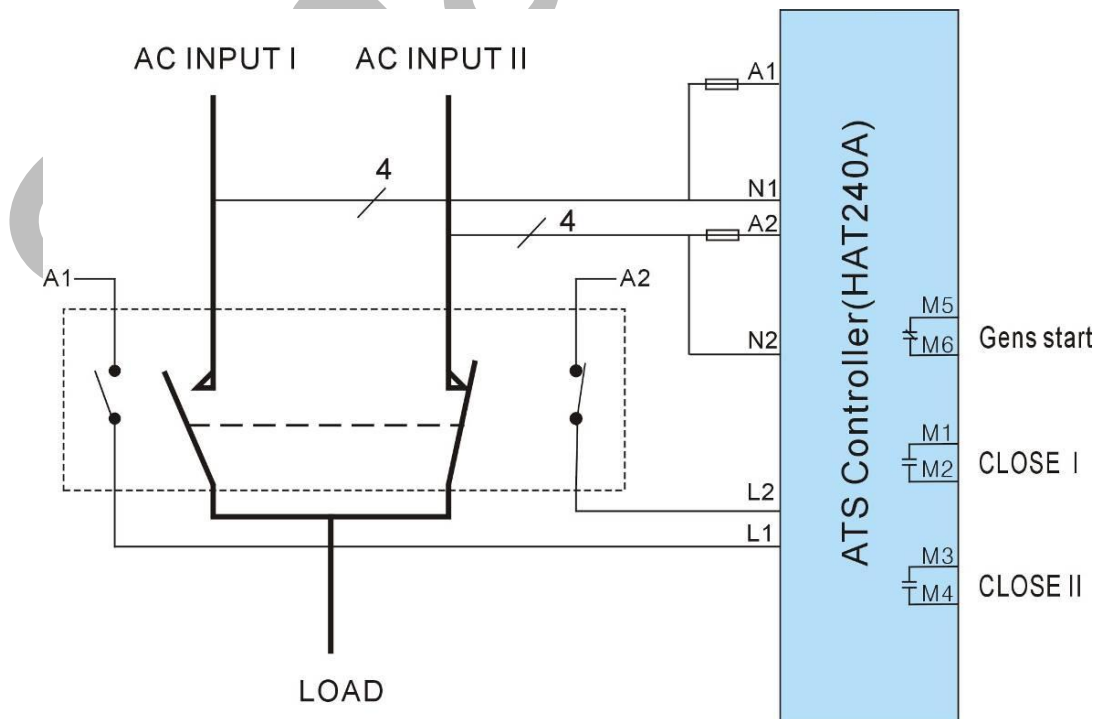 AC INPUT I
AC INPUT II
A1
4
N1
A2
4
A1
A2
N2
M5
M6
Gens start
M1
M2
CLOSE I
L2
L1
M3
M4
CLOSE II
LOAD
ATS Controller(HAT240A)